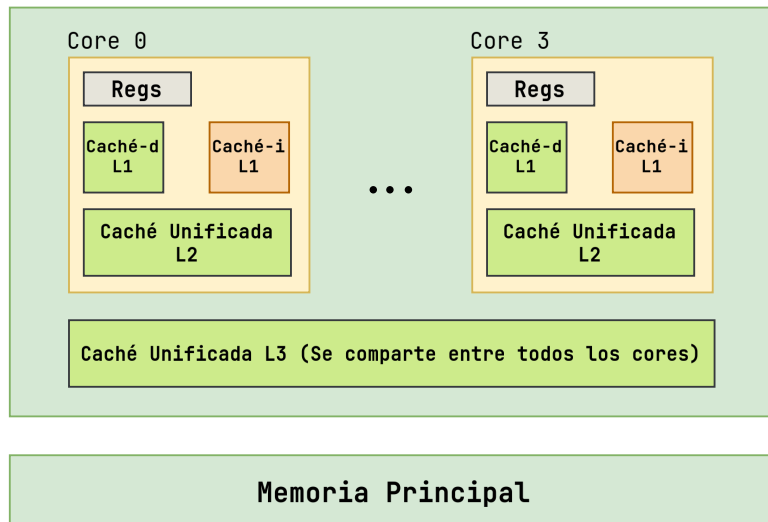 Core 0
Core 3
Regs
Regs
Caché-d
L1
Caché-i
L1
...
Caché-d
L1
Caché-i
L1
Caché Unificada
L2
Caché Unificada
L2
Caché Unificada L3 (Se comparte entre todos los cores)
Memoria Principal